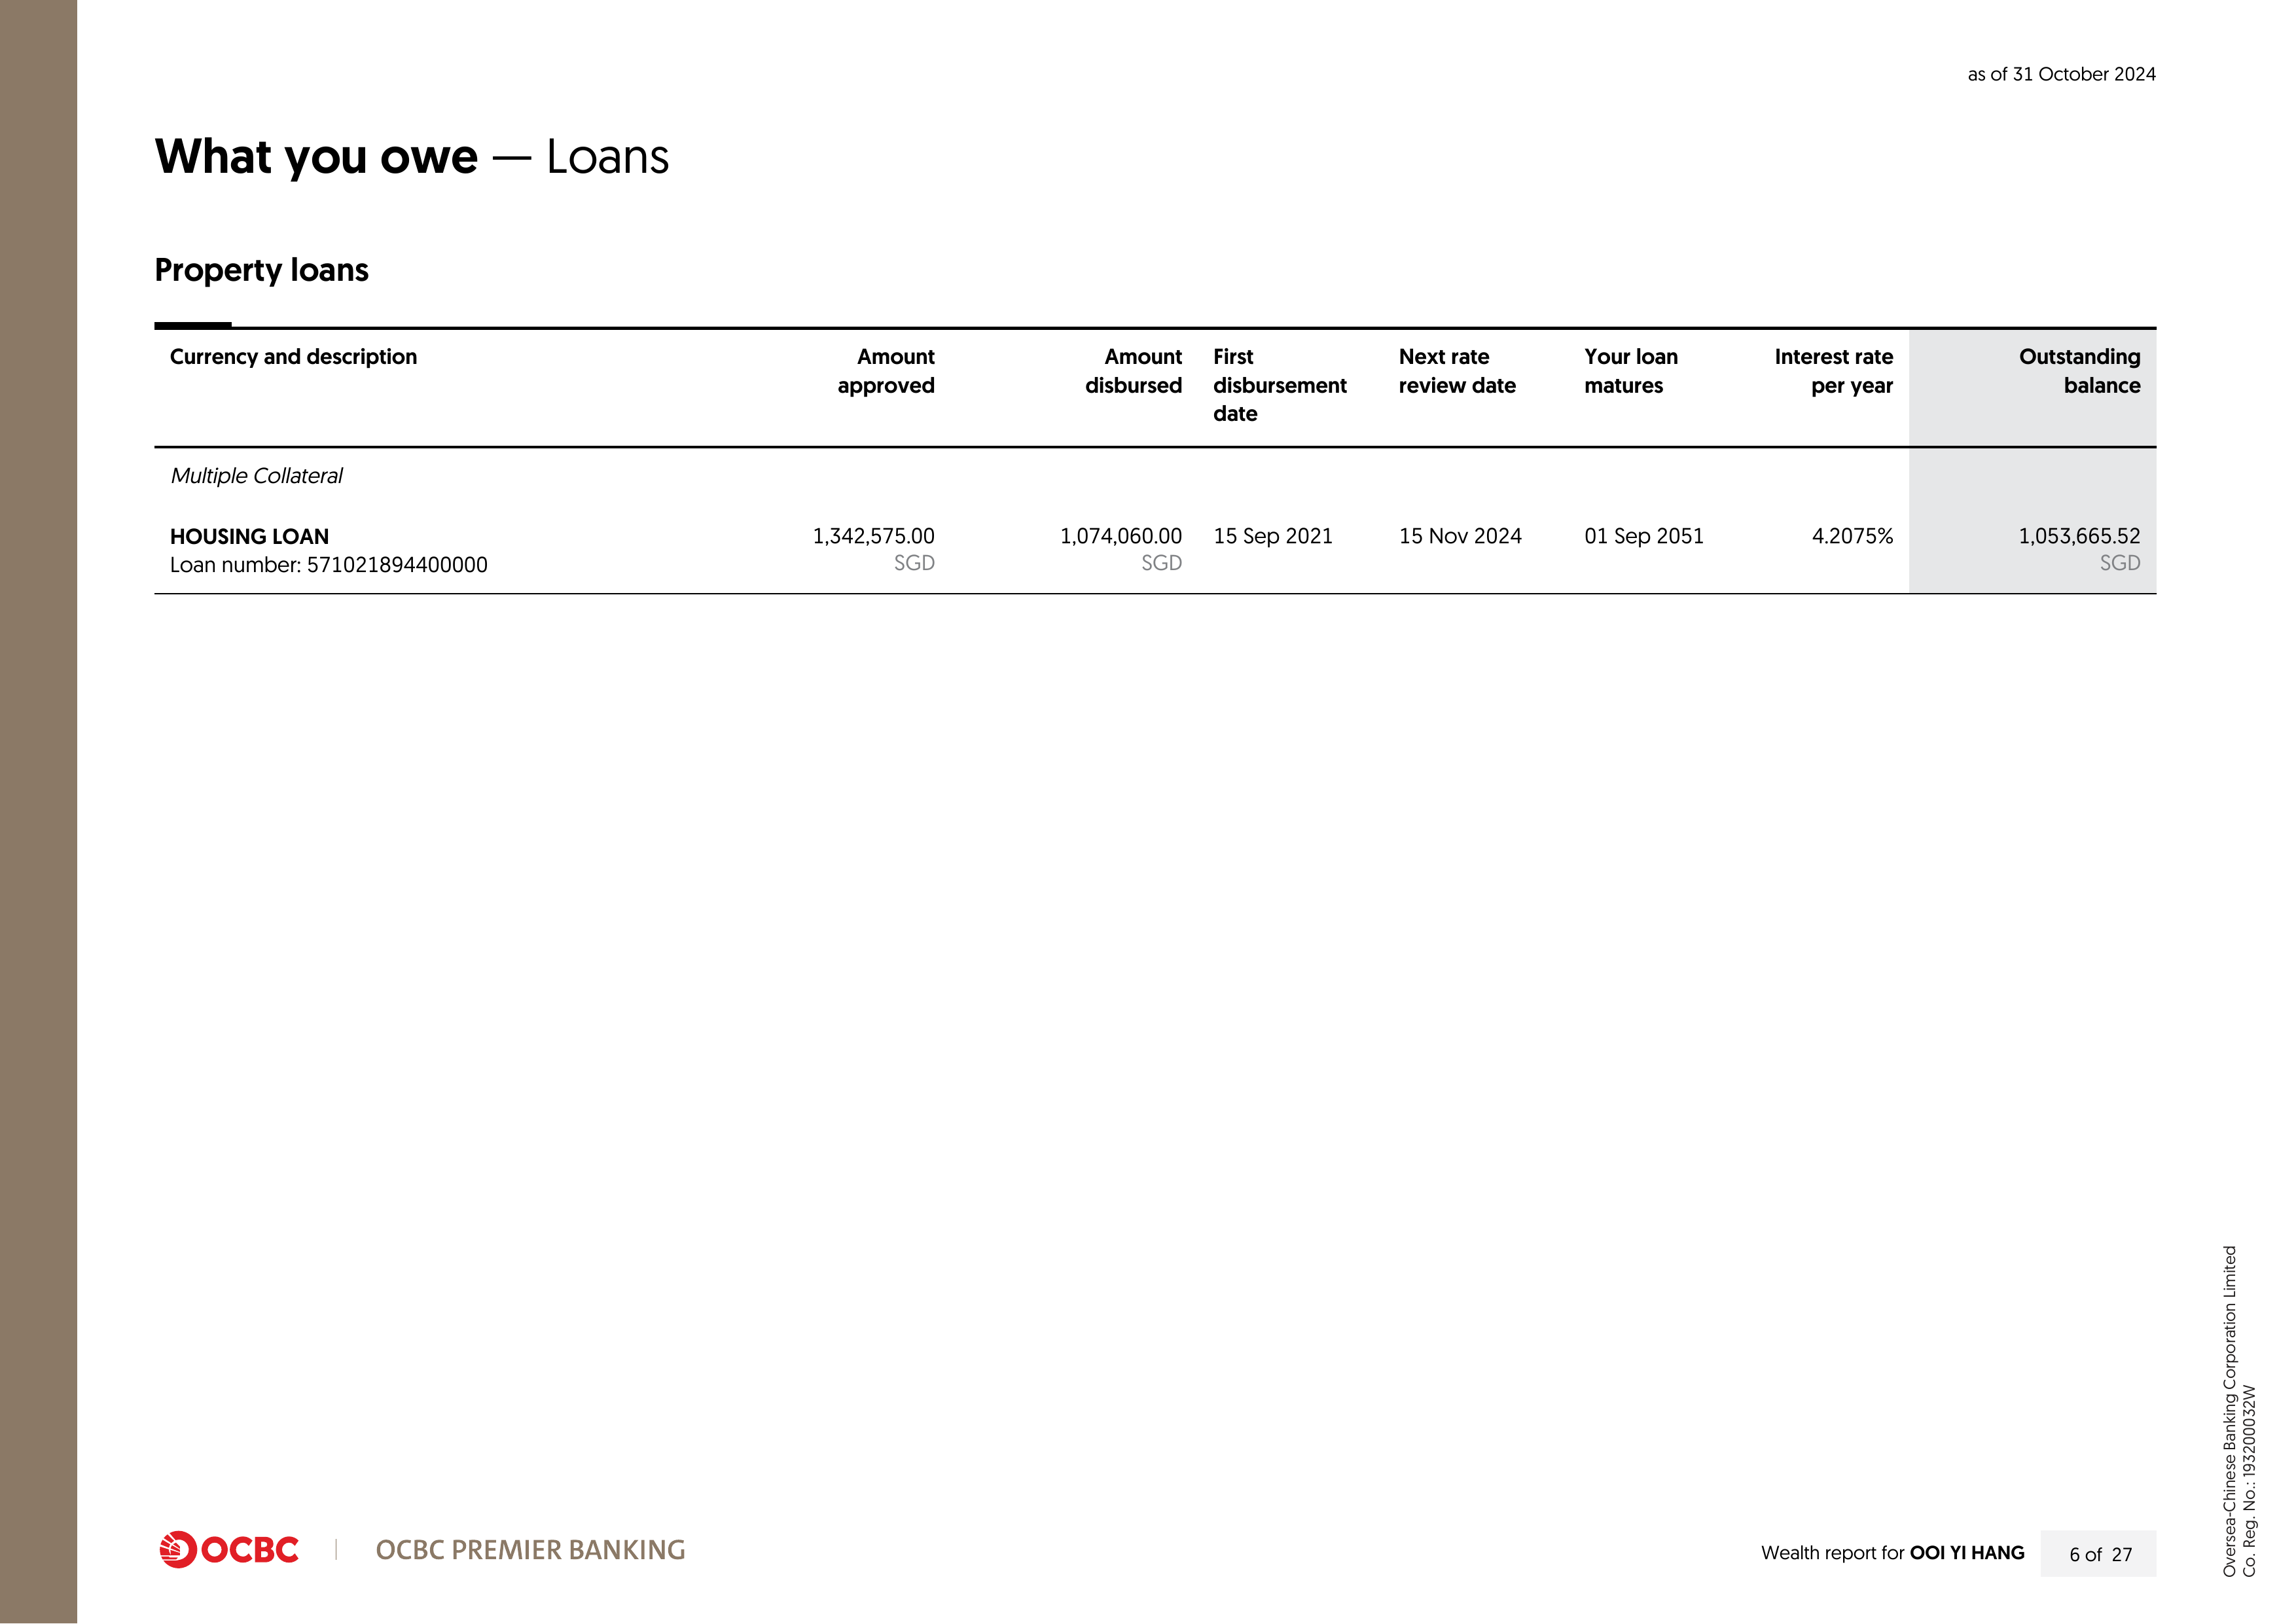 as of 31 October 2024
What you owe — Loans
Property loans
Currency and description
Amount approved
Amount disbursed
First disbursement date
Next rate review date
Your loan matures
Interest rate per year
Outstanding balance
Multiple Collateral
HOUSING LOAN 1,342,575.00 1,074,060.00 15 Sep 2021 15 Nov 2024 01 Sep 2051 4.2075% 1,053,665.52
Loan number: 571021894400000 SGD SGD SGD
OCBC | OCBC PREMIER BANKING
Wealth report for OOI YI HANG 6 of 27
Oversea-Chinese Banking Corporation Limited
Co. Reg. No.: 193200032W